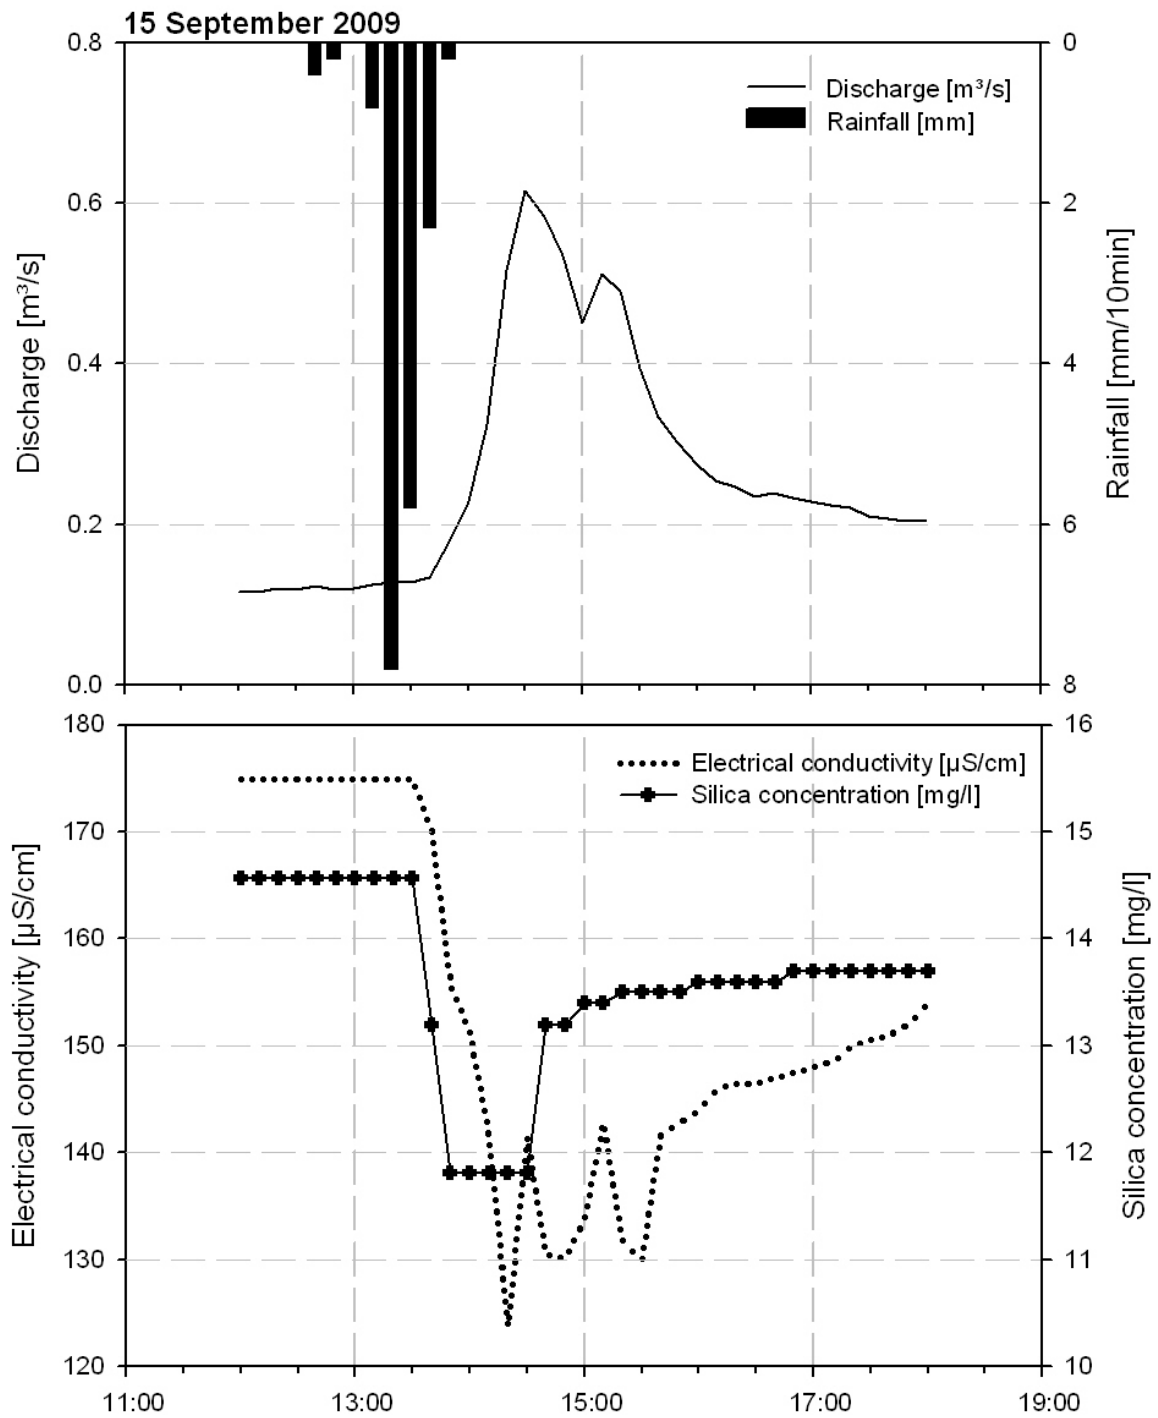 15 September 2009
0.8
0.6
0.4
0.2
0.0
Discharge [m³/s]
Discharge [m³/s]
Rainfall [mm]
0
2
4
6
8
Rainfall [mm/10min]
180
170
160
150
140
130
120
Electrical conductivity [µS/cm]
Electrical conductivity [µS/cm]
Silica concentration [mg/l]
16
15
14
13
12
11
10
Silica concentration [mg/l]
11:00 13:00 15:00 17:00 19:00